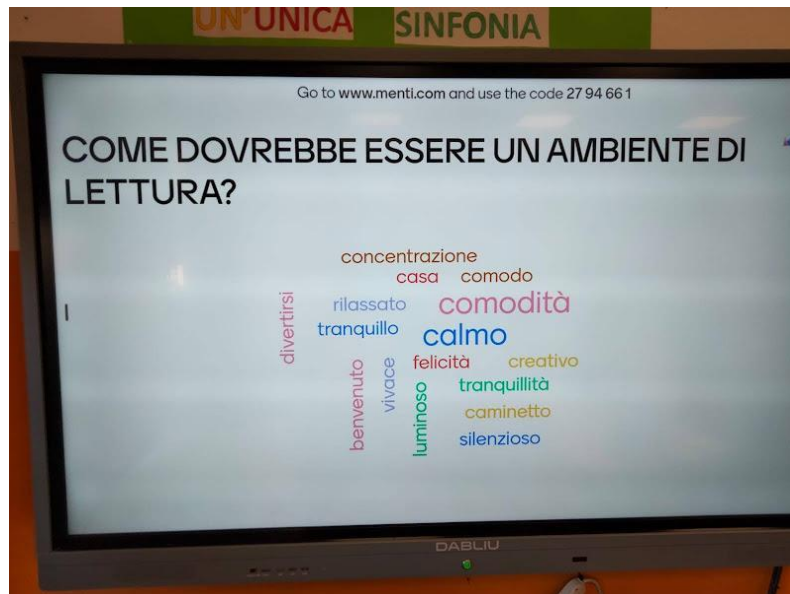 UN'UNICA SINFONIA
Go to www.menti.com and use the code 27 94 66 1
COME DOVREBBE ESSERE UN AMBIENTE DI
LETTURA?
concentrazione
casa comodo
divertirsi
rilassato comodità
tranquillo calmo
benvenuto
vivace
felicità creativo
luminoso
tranquillità
caminetto
silenzioso
DABLIU